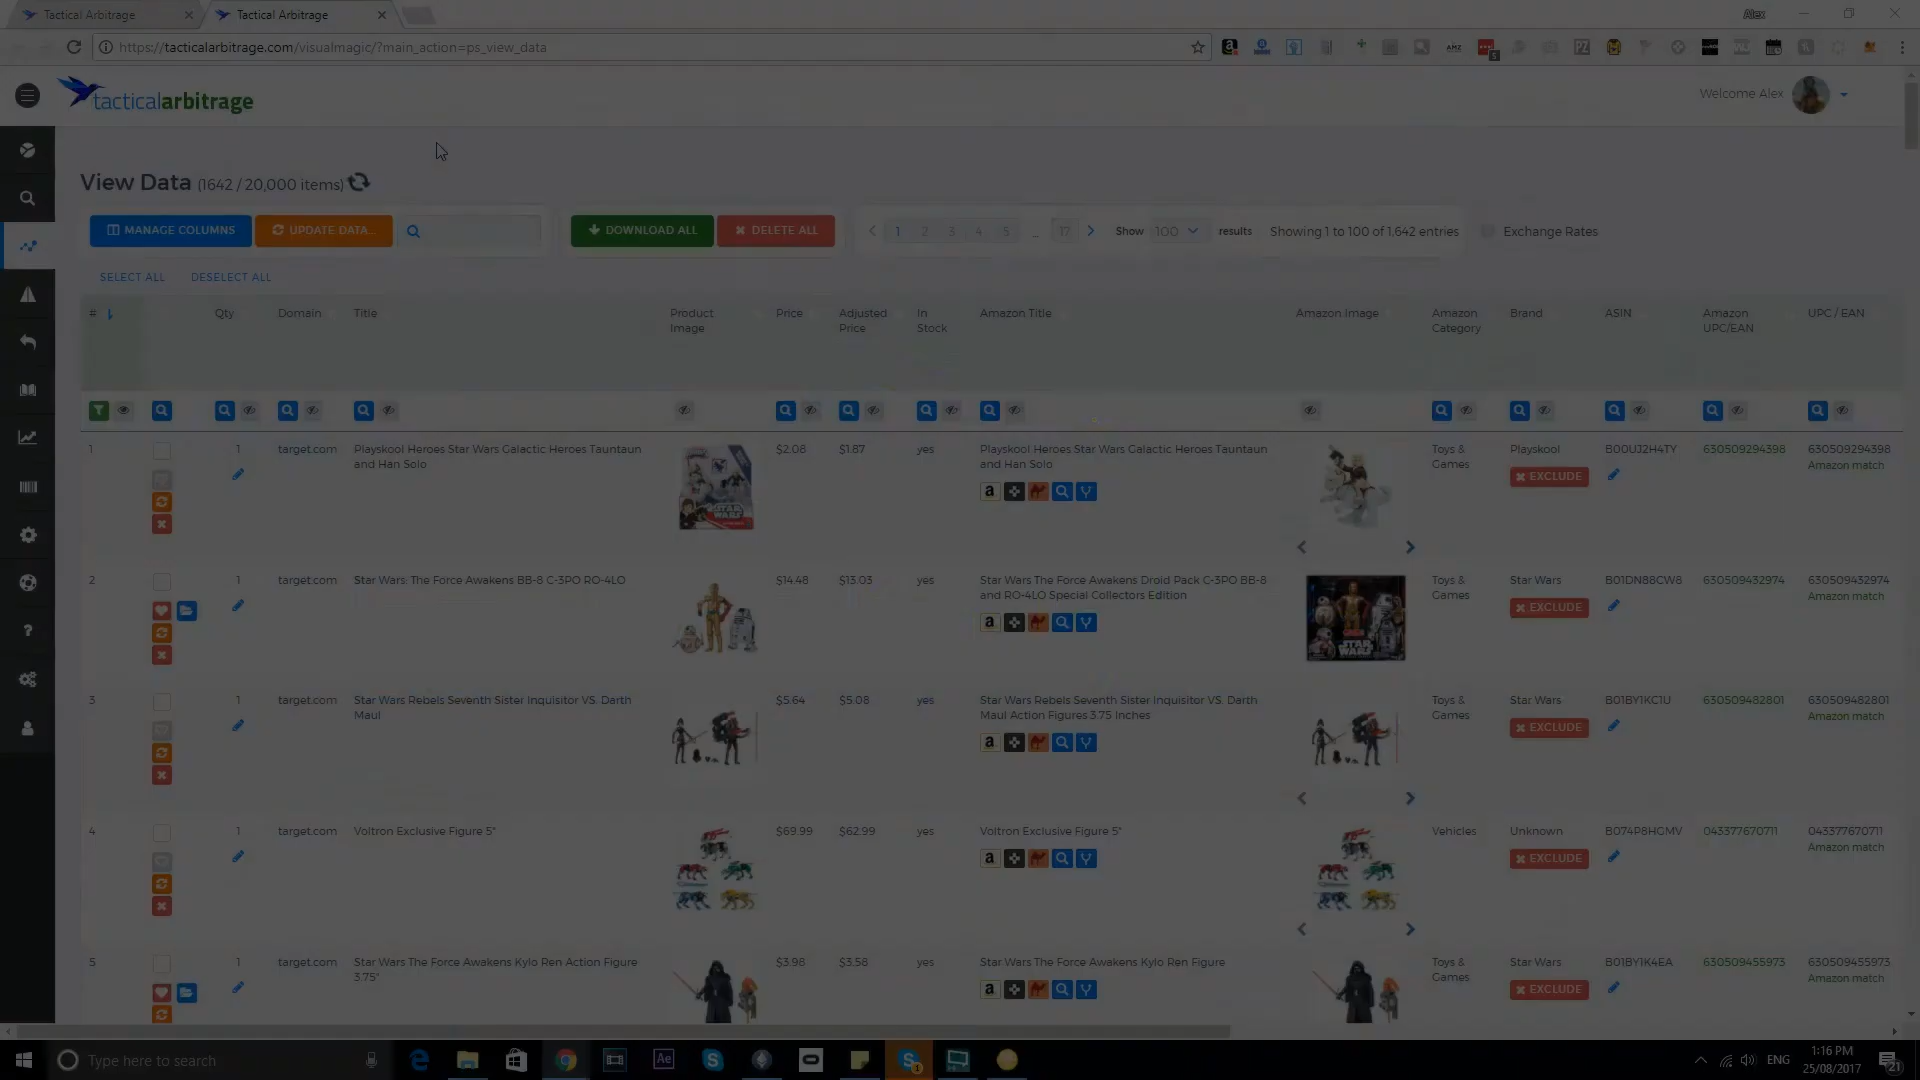 Tactical Arbitrage
Tactical Arbitrage
Alex
https://tacticalarbitrage.com/visualmagic/?main_action=ps_view_data
tacticalarbitrage
Welcome Alex
View Data (1642 / 20,000 items)
MANAGE COLUMNS UPDATE DATA... DOWNLOAD ALL DELETE ALL 1 2 3 4 5 ... 17 Show 100 results Showing 1 to 100 of 1,642 entries Exchange Rates
SELECT ALL DESELECT ALL
# Qty Domain Title Product Image Price Adjusted Price In Stock Amazon Title Amazon Image Amazon Category Brand ASIN Amazon UPC/EAN UPC / EAN
1 1 target.com Playskool Heroes Star Wars Galactic Heroes Tauntaun $2.08 $1.87 yes Playskool Heroes Star Wars Galactic Heroes Tauntaun Toys & Playskool B00UJ2H4TY 630509294398 630509294398
and Han Solo and Han Solo Games Amazon match
EXCLUDE
2 1 target.com Star Wars: The Force Awakens BB-8 C-3PO RO-4LO $14.48 $13.03 yes Star Wars The Force Awakens Droid Pack C-3PO BB-8 Toys & Star Wars B01DN88CW8 630509432974 630509432974
and RO-4LO Special Collectors Edition Games Amazon match
EXCLUDE
3 1 target.com Star Wars Rebels Seventh Sister Inquisitor VS. Darth $5.64 $5.08 yes Star Wars Rebels Seventh Sister Inquisitor VS. Darth Toys & Star Wars B01BY1KC1U 630509482801 630509482801
Maul Maul Action Figures 3.75 Inches Games Amazon match
EXCLUDE
4 1 target.com Voltron Exclusive Figure 5" $69.99 $62.99 yes Voltron Exclusive Figure 5" Vehicles Unknown B074P8HGMV 043377670711 043377670711
Amazon match
EXCLUDE
5 1 target.com Star Wars The Force Awakens Kylo Ren Action Figure $3.98 $3.58 yes Star Wars The Force Awakens Kylo Ren Figure Toys & Star Wars B01BY1K4EA 630509455973 630509455973
3.75" Games Amazon match
EXCLUDE
Type here to search
ENG
1:16 PM
25/08/2017
21